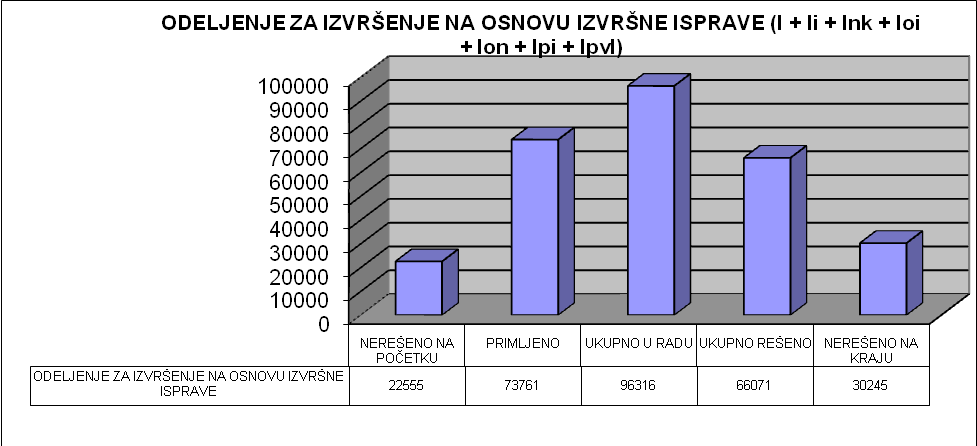 ODELJENJE ZA IZVRŠENJE NA OSNOVU IZVRŠNE ISPRAVE (I + Ii + Ink + Ioi
+ Ion + Ipi + Ipvl)
100000
90000
80000
70000
60000
50000
40000
30000
20000
10000
0
NEREŠENO NA
POČETKU
PRIMLJENO
UKUPNO U RADU
UKUPNO REŠENO
NEREŠENO NA
KRAJU
ODELJENJE ZA IZVRŠENJE NA OSNOVU IZVRŠNE
ISPRAVE
22555
73761
96316
66071
30245